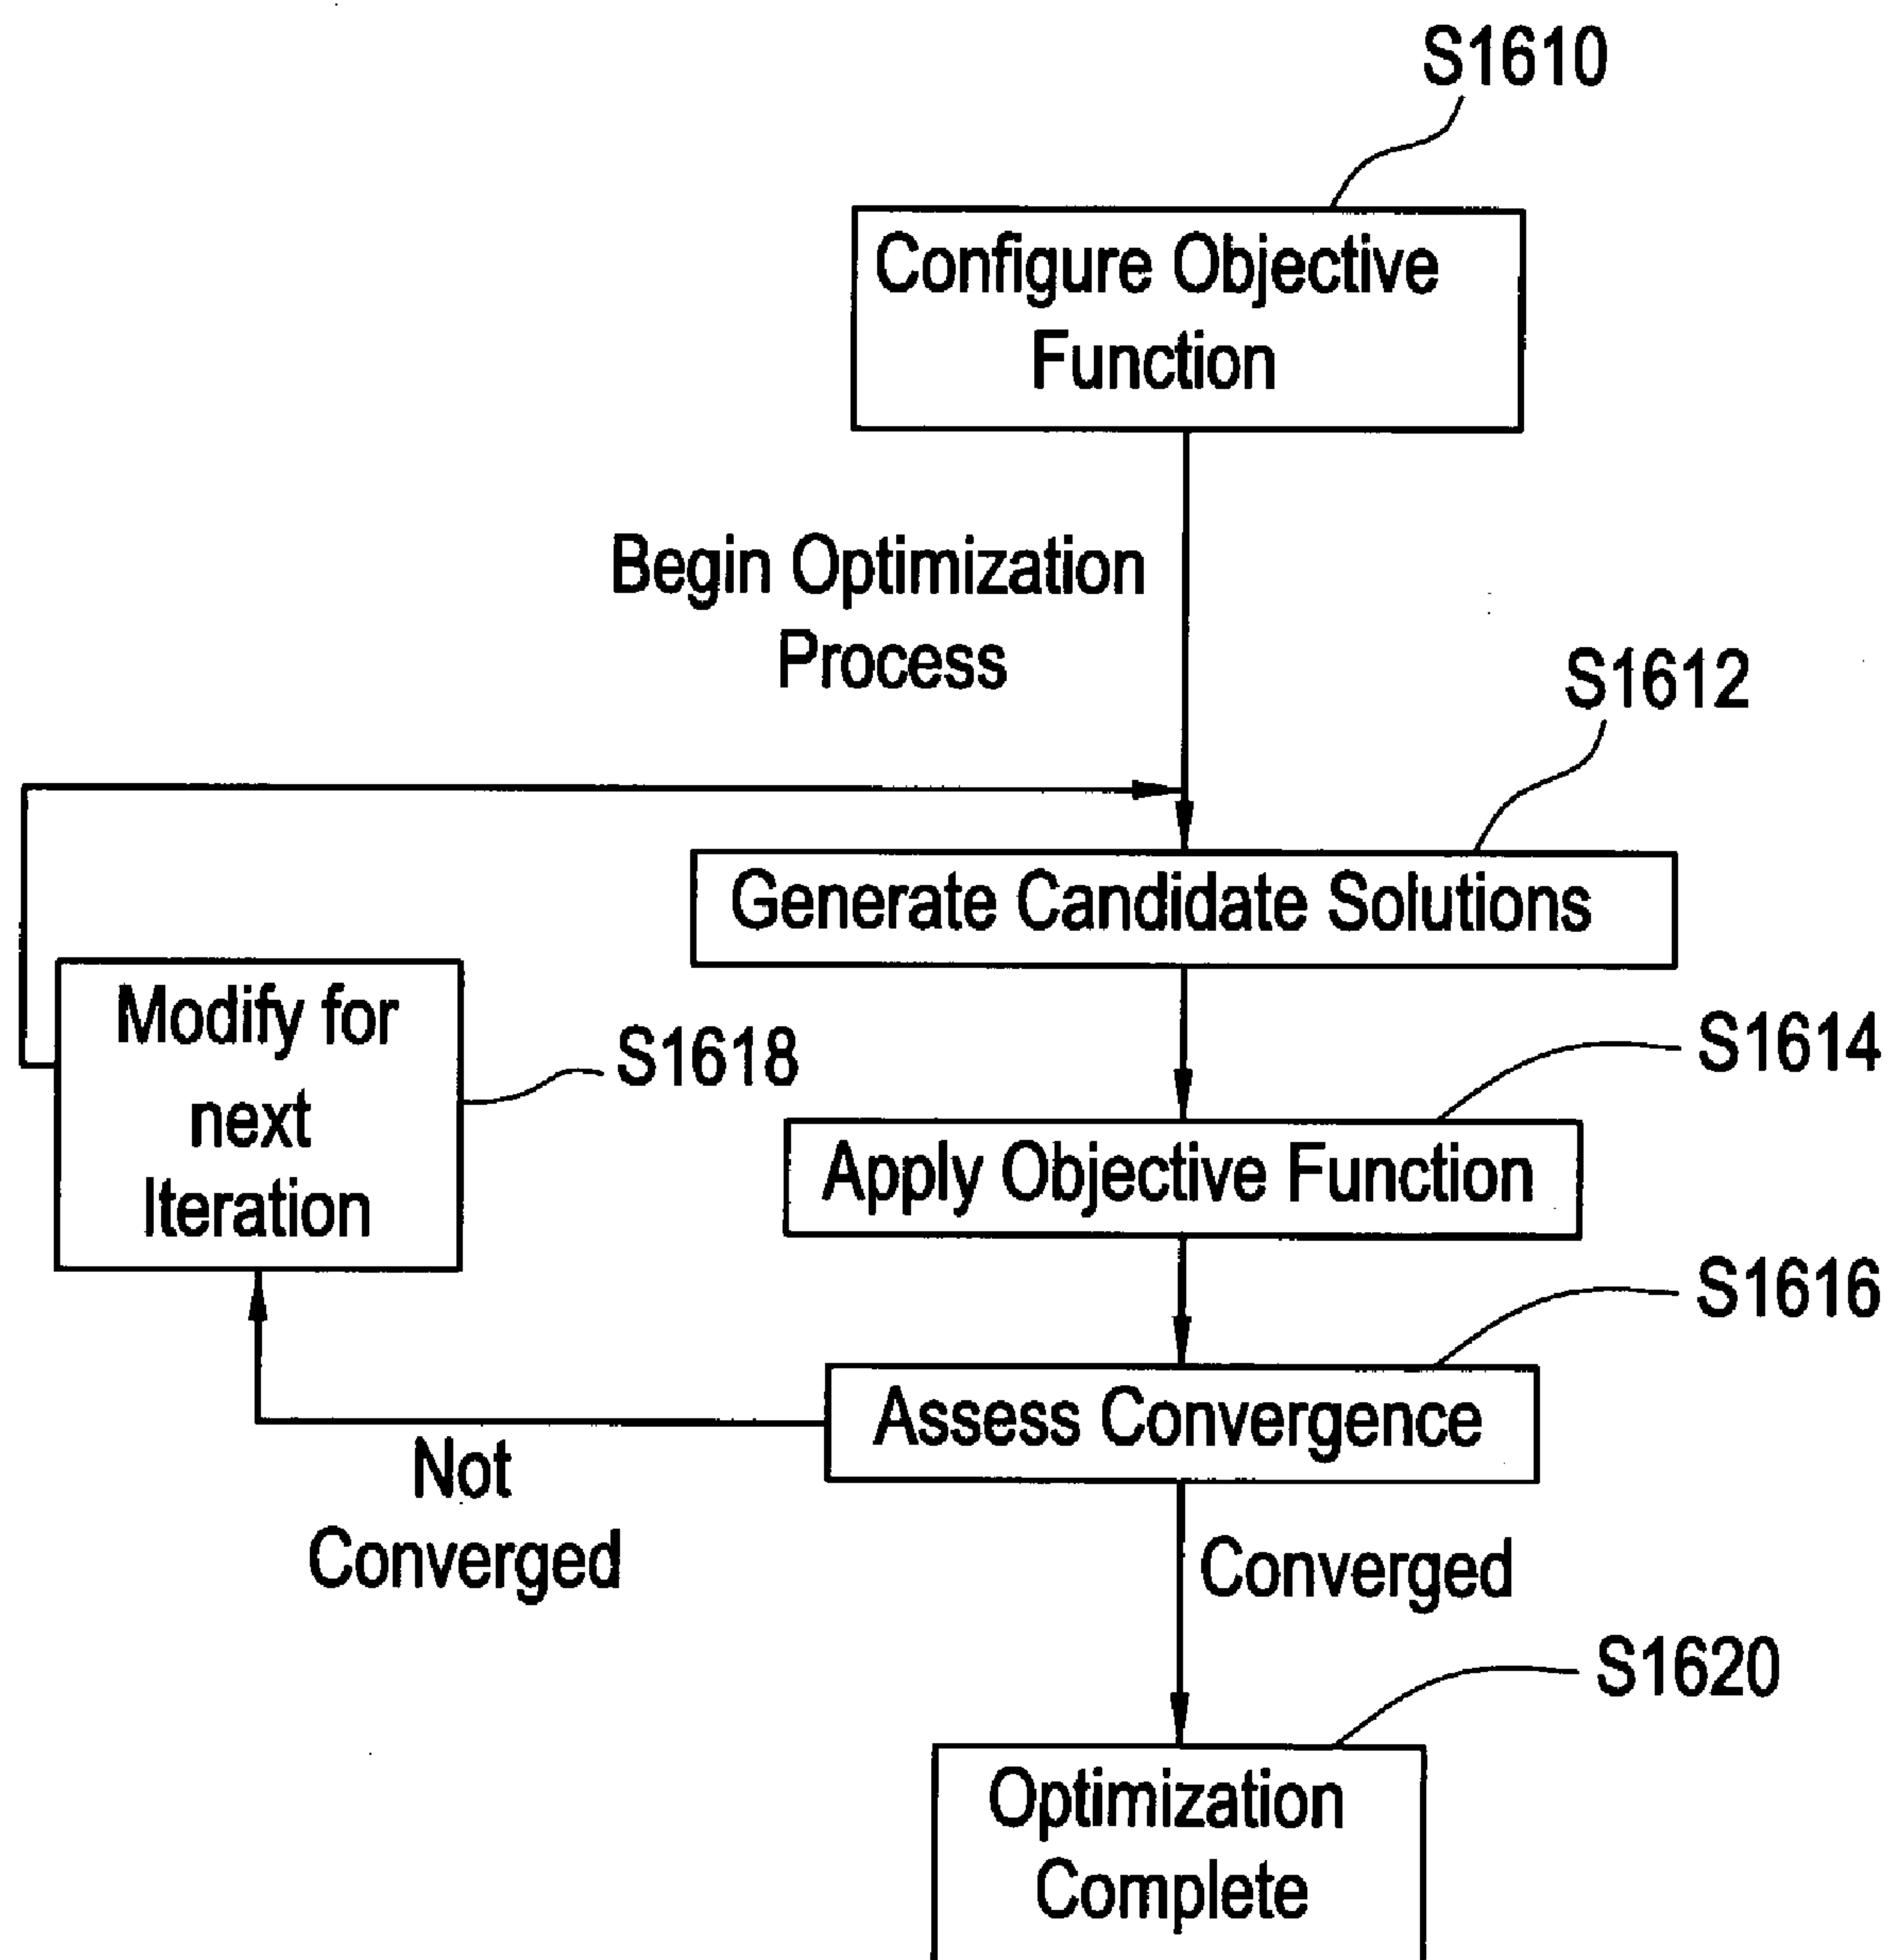 S1610
Configure Objective
Function
Begin Optimization
Process
S1612
Generate Candidate Solutions
Modify for
next
Iteration
S1618
S1614
Apply Objective Function
S1616
Assess Convergence
Not
Converged
Converged
S1620
Optimization
Complete